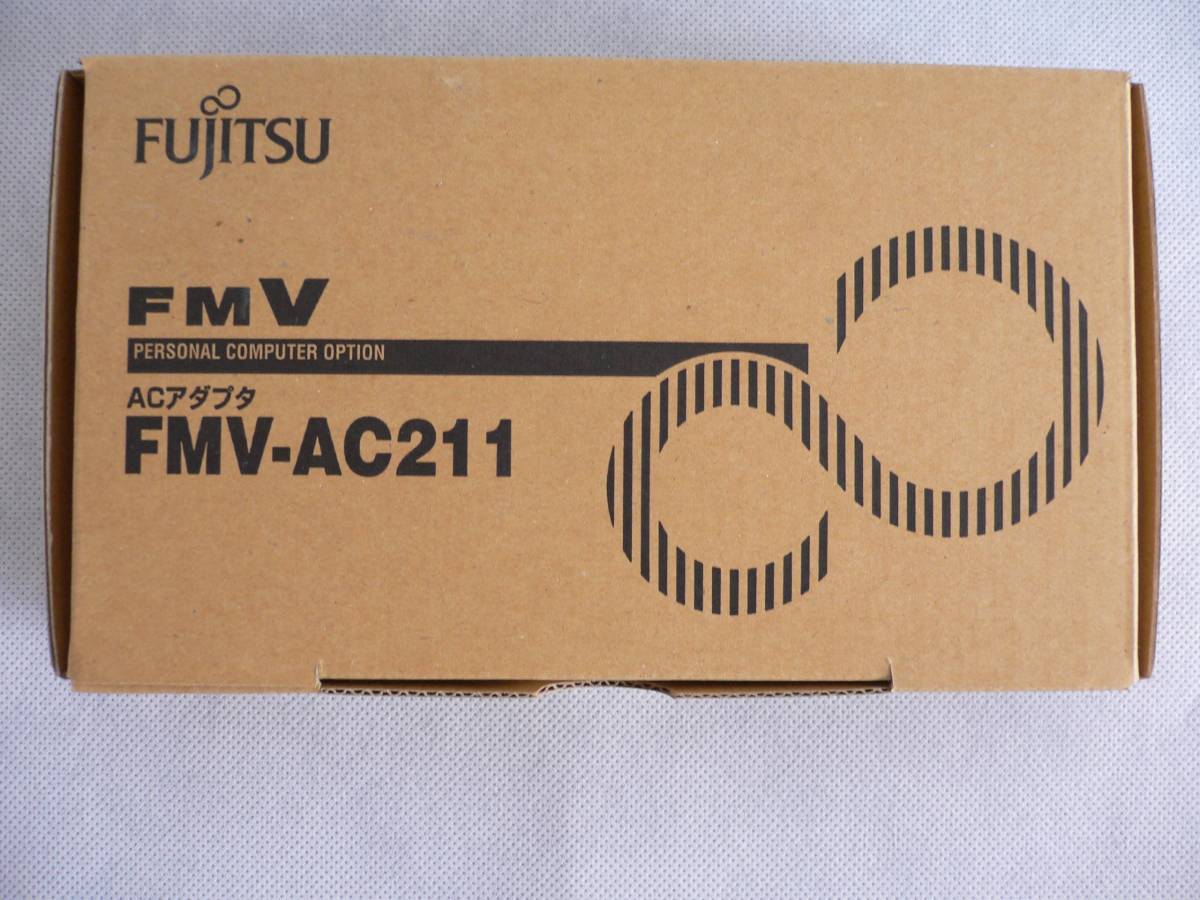 FUJITSU
FMV
PERSONAL COMPUTER OPTION
ACアダプタ
FMV-AC211